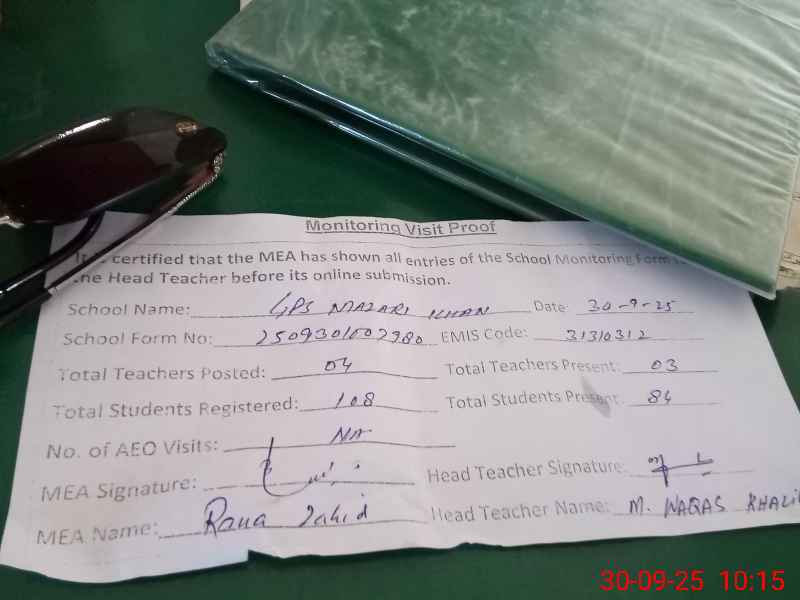 Monitoring Visit Proof
certified that the MEA has shown all entries of the School Monitoring Form
Head Teacher before its online submission.
School Name: GPS MAZARI KHAN Date: 30-9-25
School Form No: 2509301002980 EMIS Code: 31310312
Total Teachers Posted: 04 Total Teachers Present: 03
Total Students Registered: 108 Total Students Present: 84
No. of AEO Visits: NA
MEA Signature: Head Teacher Signature:
MEA Name: Rana Zahid Head Teacher Name: M. WAQAS KHALI
30-09-25 10:15